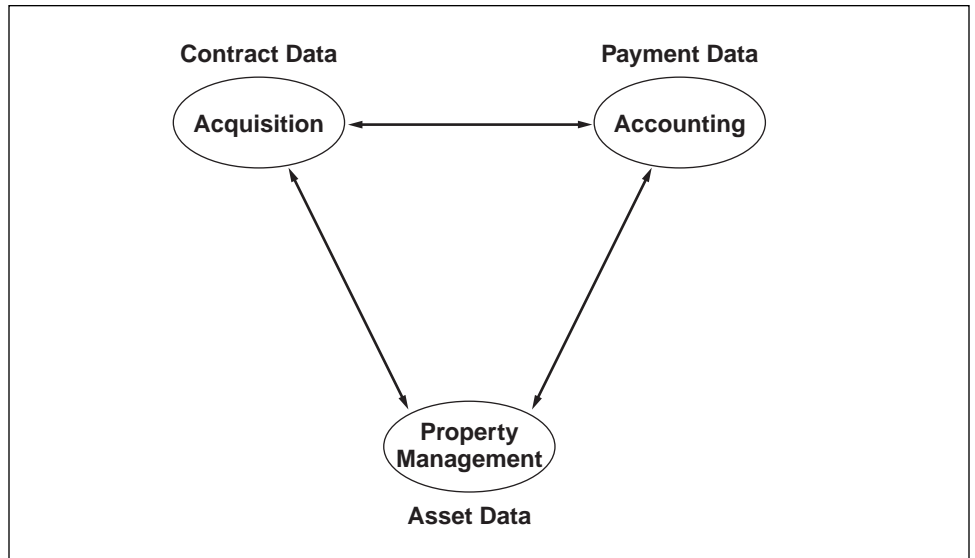 Contract Data
Payment Data
Acquisition
Accounting
Property
Management
Asset Data